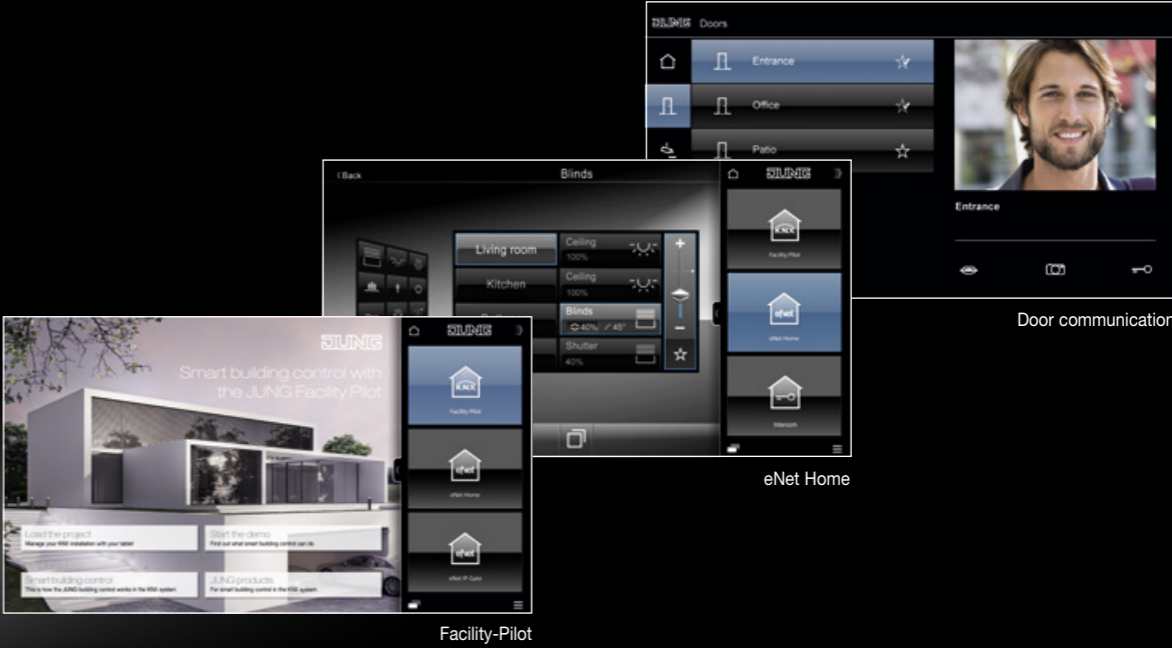 JUNG Doors
Entrance
Office
Patio
Entrance
Door communication
‹Back
Blinds
JUNG
Living room
Kitchen
Ceiling
100%
Ceiling
100%
Blinds
40% 45°
Shutter
40%
KNX
Facility Pilot
eNet
eNet Home
Intercom
eNet Home
JUNG
Smart building control with
the JUNG Facility Pilot
Load the project
Manage your KNX installation with your tablet
Start the demo
Find out what smart building control can do
Smart building control
This is how the JUNG building control works in the KNX system
JUNG products
For smart building control in the KNX system
JUNG
KNX
Facility Pilot
eNet
eNet Home
eNet
eNet IP-Gate
Facility-Pilot